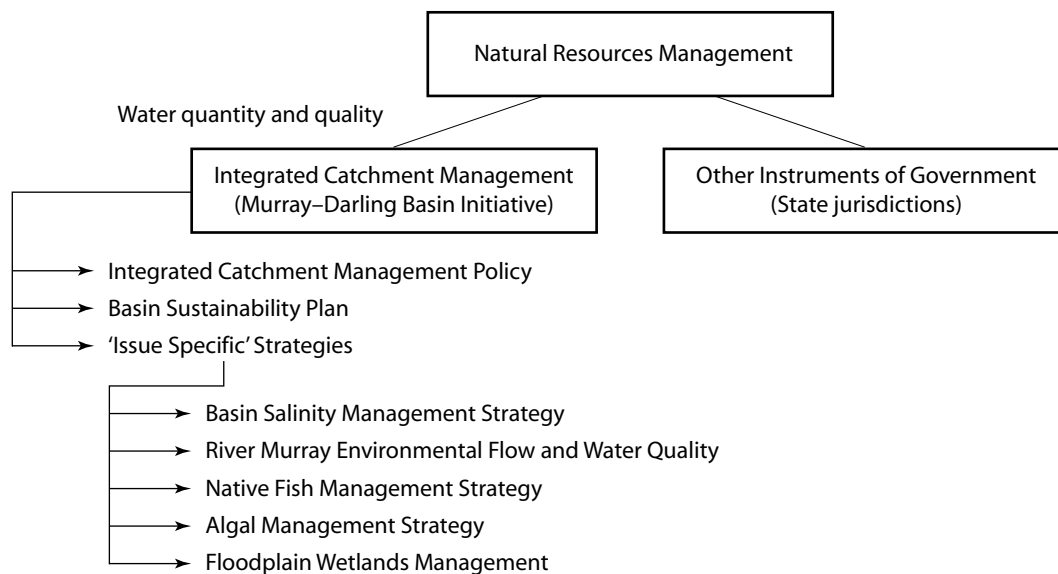 Natural Resources Management
Water quantity and quality
Integrated Catchment Management
(Murray–Darling Basin Initiative)
Other Instruments of Government
(State jurisdictions)
Integrated Catchment Management Policy
Basin Sustainability Plan
‘Issue Specific’ Strategies
Basin Salinity Management Strategy
River Murray Environmental Flow and Water Quality
Native Fish Management Strategy
Algal Management Strategy
Floodplain Wetlands Management